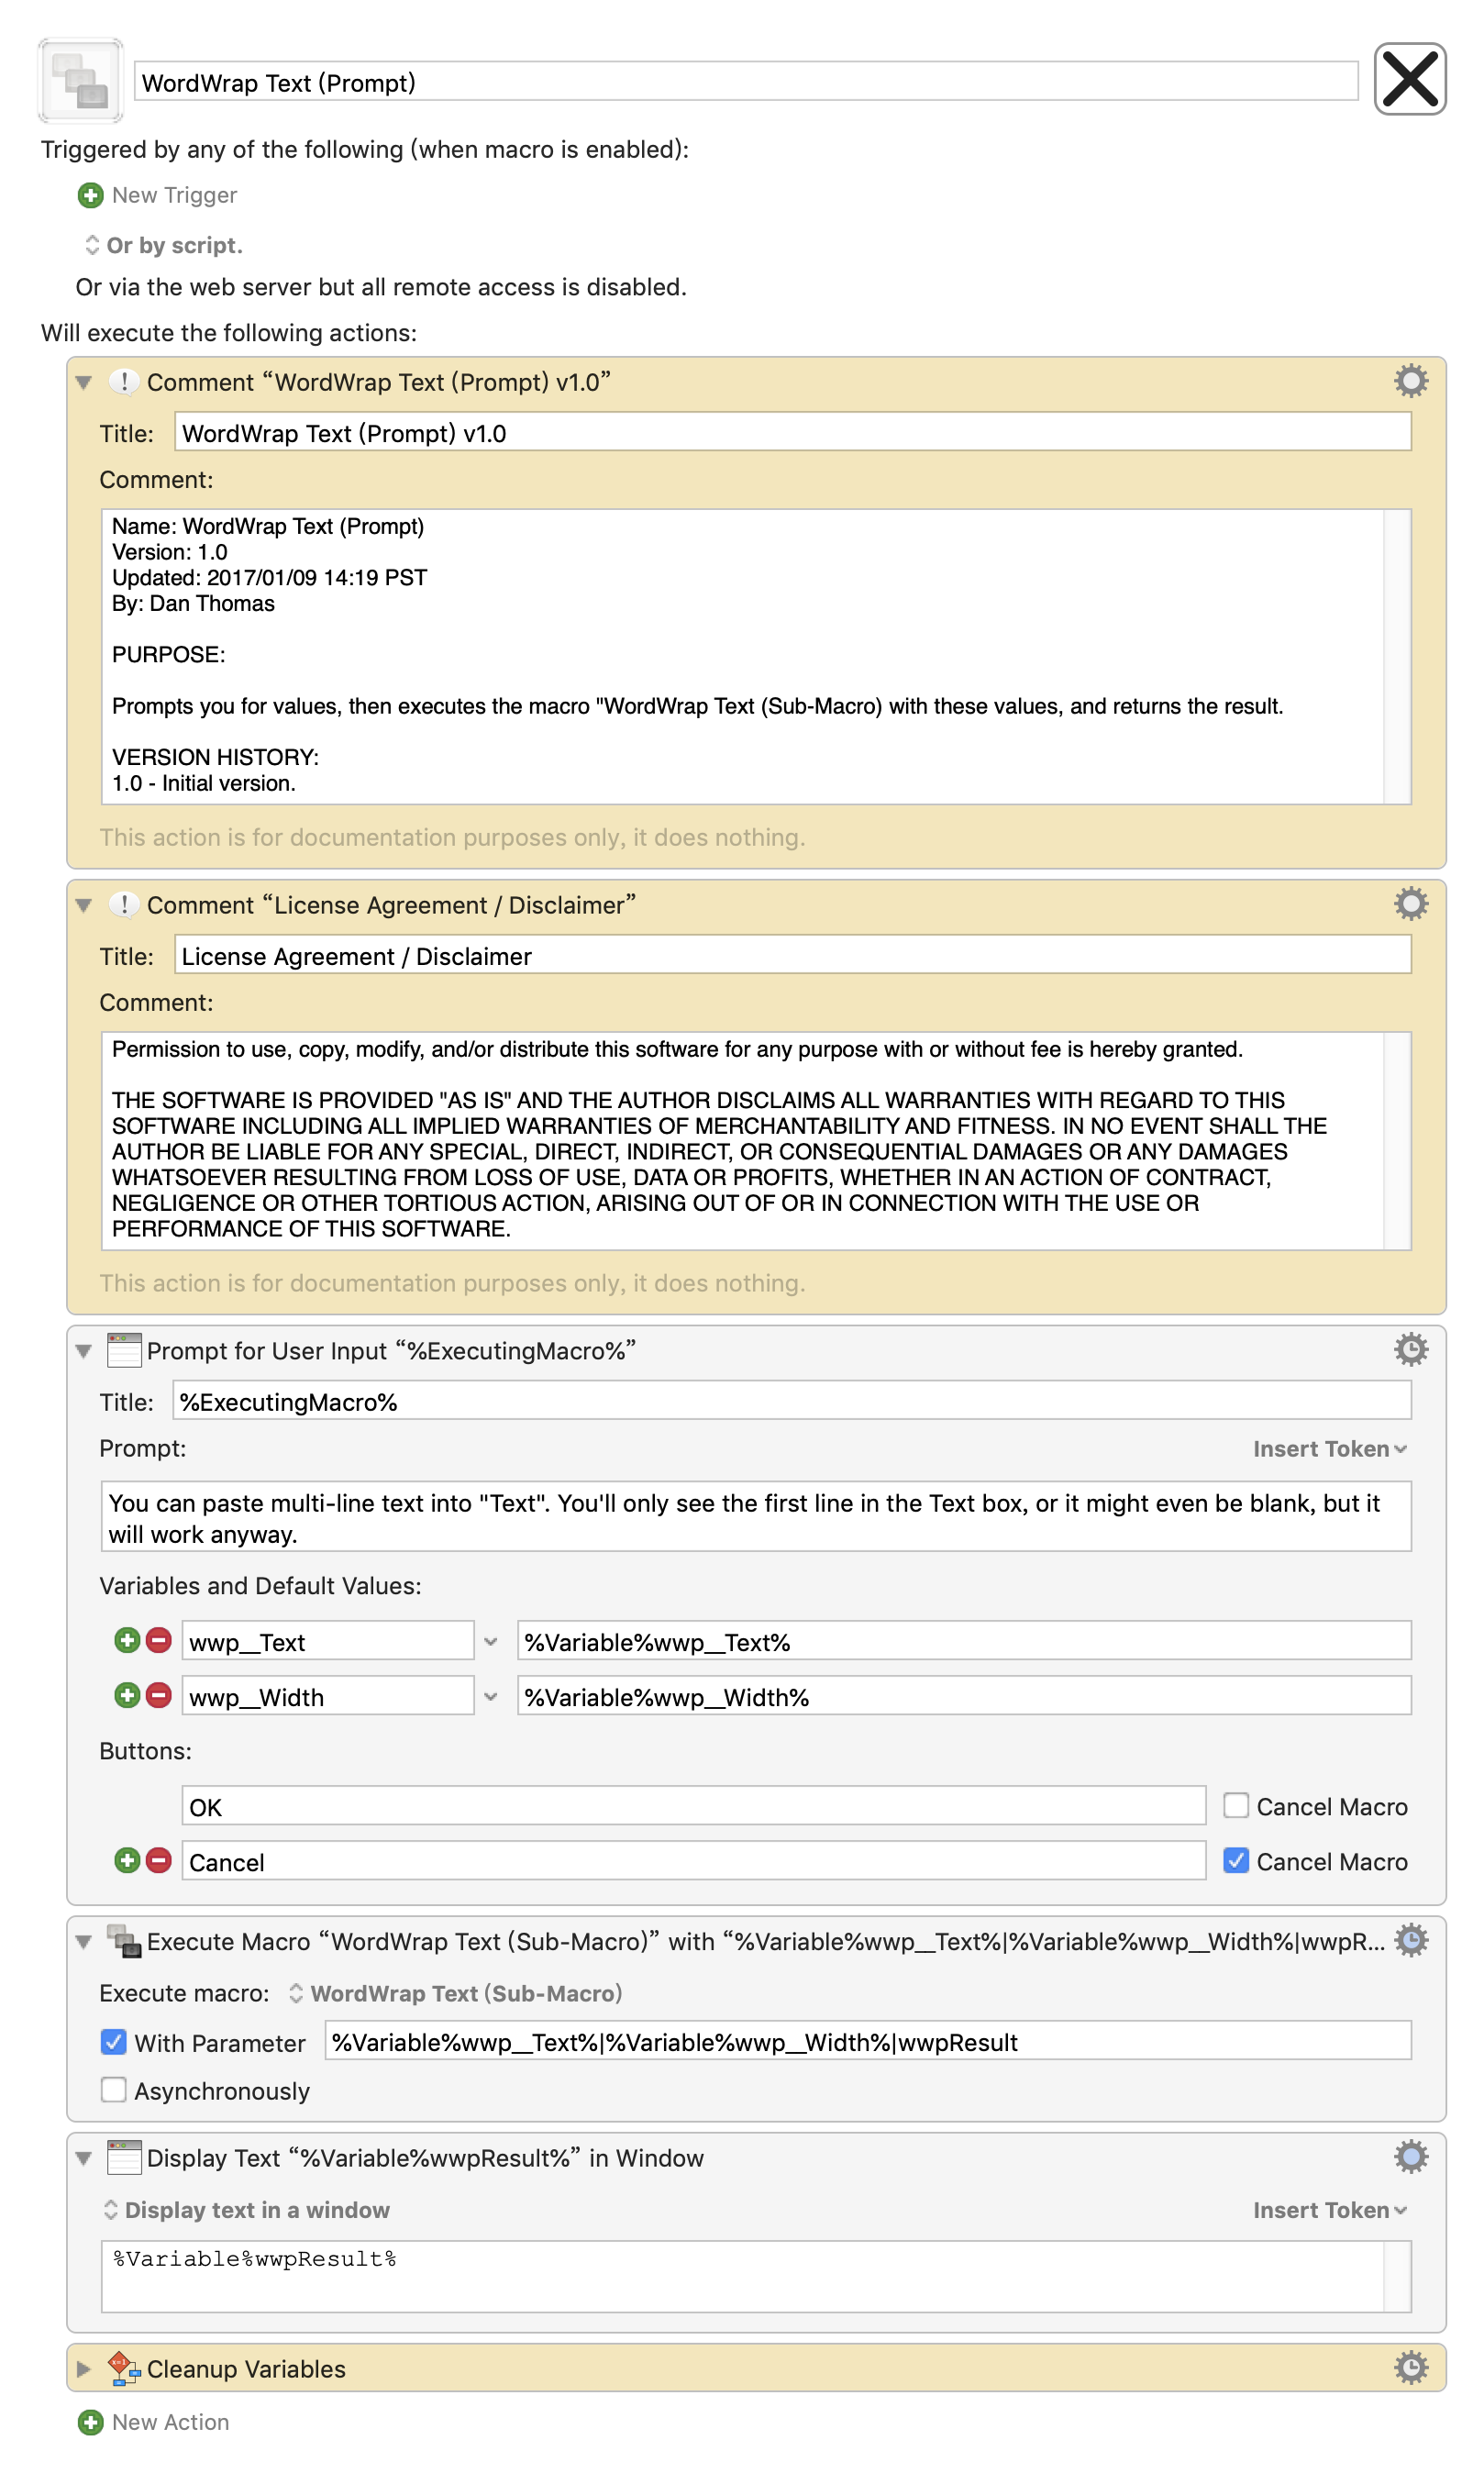 WordWrap Text (Prompt)
Triggered by any of the following (when macro is enabled):
New Trigger
Or by script.
Or via the web server but all remote access is disabled.
Will execute the following actions:
Comment “WordWrap Text (Prompt) v1.0”
Title: WordWrap Text (Prompt) v1.0
Comment:
Name: WordWrap Text (Prompt)
Version: 1.0
Updated: 2017/01/09 14:19 PST
By: Dan Thomas
PURPOSE:
Prompts you for values, then executes the macro "WordWrap Text (Sub-Macro) with these values, and returns the result.
VERSION HISTORY:
1.0 - Initial version.
This action is for documentation purposes only, it does nothing.
Comment “License Agreement / Disclaimer”
Title: License Agreement / Disclaimer
Comment:
Permission to use, copy, modify, and/or distribute this software for any purpose with or without fee is hereby granted.
THE SOFTWARE IS PROVIDED "AS IS" AND THE AUTHOR DISCLAIMS ALL WARRANTIES WITH REGARD TO THIS
SOFTWARE INCLUDING ALL IMPLIED WARRANTIES OF MERCHANTABILITY AND FITNESS. IN NO EVENT SHALL THE
AUTHOR BE LIABLE FOR ANY SPECIAL, DIRECT, INDIRECT, OR CONSEQUENTIAL DAMAGES OR ANY DAMAGES
WHATSOEVER RESULTING FROM LOSS OF USE, DATA OR PROFITS, WHETHER IN AN ACTION OF CONTRACT,
NEGLIGENCE OR OTHER TORTIOUS ACTION, ARISING OUT OF OR IN CONNECTION WITH THE USE OR
PERFORMANCE OF THIS SOFTWARE.
This action is for documentation purposes only, it does nothing.
Prompt for User Input “%ExecutingMacro%”
Title: %ExecutingMacro%
Prompt: Insert Token
You can paste multi-line text into "Text". You'll only see the first line in the Text box, or it might even be blank, but it
will work anyway.
Variables and Default Values:
wwp__Text %Variable%wwp__Text%
wwp__Width %Variable%wwp__Width%
Buttons:
OK Cancel Macro
Cancel Cancel Macro
Execute Macro “WordWrap Text (Sub-Macro)” with “%Variable%wwp__Text%|%Variable%wwp__Width%|wwpR...
Execute macro: WordWrap Text (Sub-Macro)
With Parameter %Variable%wwp__Text%|%Variable%wwp__Width%|wwpResult
Asynchronously
Display Text “%Variable%wwpResult%” in Window
Display text in a window Insert Token
%Variable%wwpResult%
Cleanup Variables
New Action